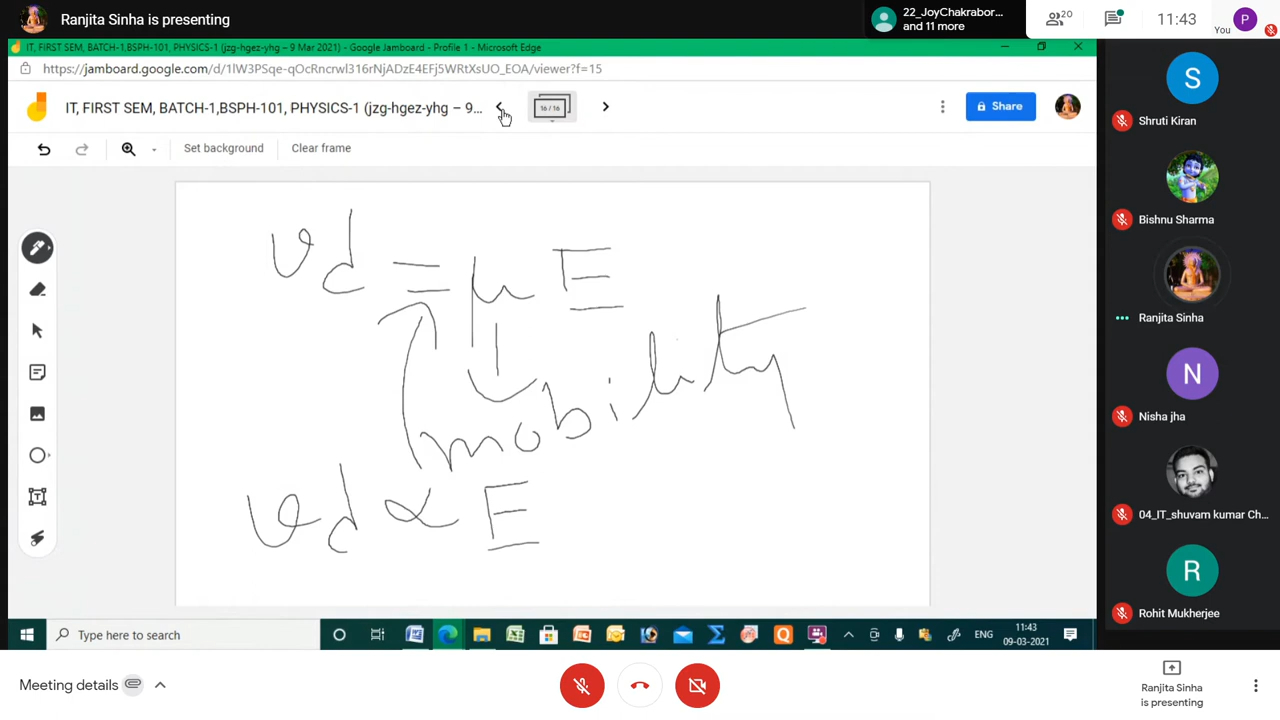 Ranjita Sinha is presenting
22_JoyChakrabor...
and 11 more
20
11:43
P
You
IT, FIRST SEM, BATCH-1,BSPH-101, PHYSICS-1 (jzg-hgez-yhg – 9 Mar 2021) - Google Jamboard - Profile 1 - Microsoft Edge
https://jamboard.google.com/d/1lW3PSqe-qOcRncrwl316rNjADzE4EFj5WRtXsUO_EOA/viewer?f=15
IT, FIRST SEM, BATCH-1,BSPH-101, PHYSICS-1 (jzg-hgez-yhg – 9...
16 / 16
Share
Set background
Clear frame
vd = μ E
mobility
vd ∝ E
S
Shruti Kiran
Bishnu Sharma
Ranjita Sinha
N
Nisha jha
04_IT_shuvam kumar Ch...
R
Rohit Mukherjee
Type here to search
ENG
11:43
09-03-2021
Meeting details
Ranjita Sinha
is presenting